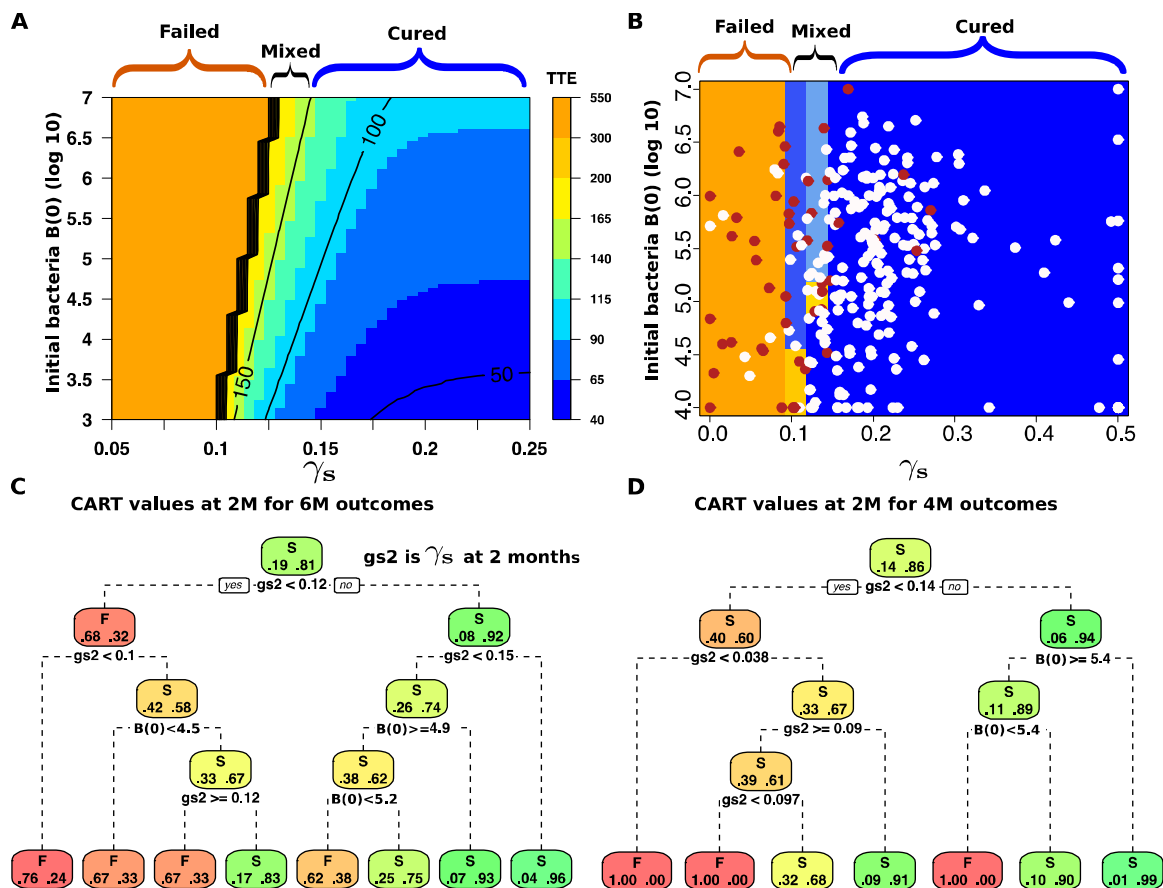 A
Failed
Mixed
Cured
TTE
Initial bacteria B(0) (log 10)
7
6.5
6
5.5
5
4.5
4
3.5
3
150
100
50
0.05
0.1
0.15
0.2
0.25
γs
550
300
200
165
140
115
90
65
40
B
Failed
Mixed
Cured
Initial bacteria B(0) (log 10)
7.0
6.5
6.0
5.5
5.0
4.5
4.0
0.0
0.1
0.2
0.3
0.4
0.5
γs
C
CART values at 2M for 6M outcomes
gs2 is γs at 2 months
S
.19 .81
yes gs2 < 0.12 no
F
.68 .32
gs2 < 0.1
S
.08 .92
gs2 < 0.15
S
.42 .58
B(0)<4.5
S
.26 .74
B(0)>=4.9
S
.33 .67
gs2 >= 0.12
S
.38 .62
B(0)<5.2
F
.76 .24
F
.67 .33
F
.67 .33
S
.17 .83
F
.62 .38
S
.25 .75
S
.07 .93
S
.04 .96
D
CART values at 2M for 4M outcomes
S
.14 .86
yes gs2 < 0.14 no
S
.40 .60
gs2 < 0.038
S
.06 .94
B(0) >= 5.4
S
.33 .67
gs2 >= 0.09
S
.11 .89
B(0)<5.4
S
.39 .61
gs2 < 0.097
F
1.00 .00
F
1.00 .00
S
.32 .68
S
.09 .91
F
1.00 .00
S
.10 .90
S
.01 .99